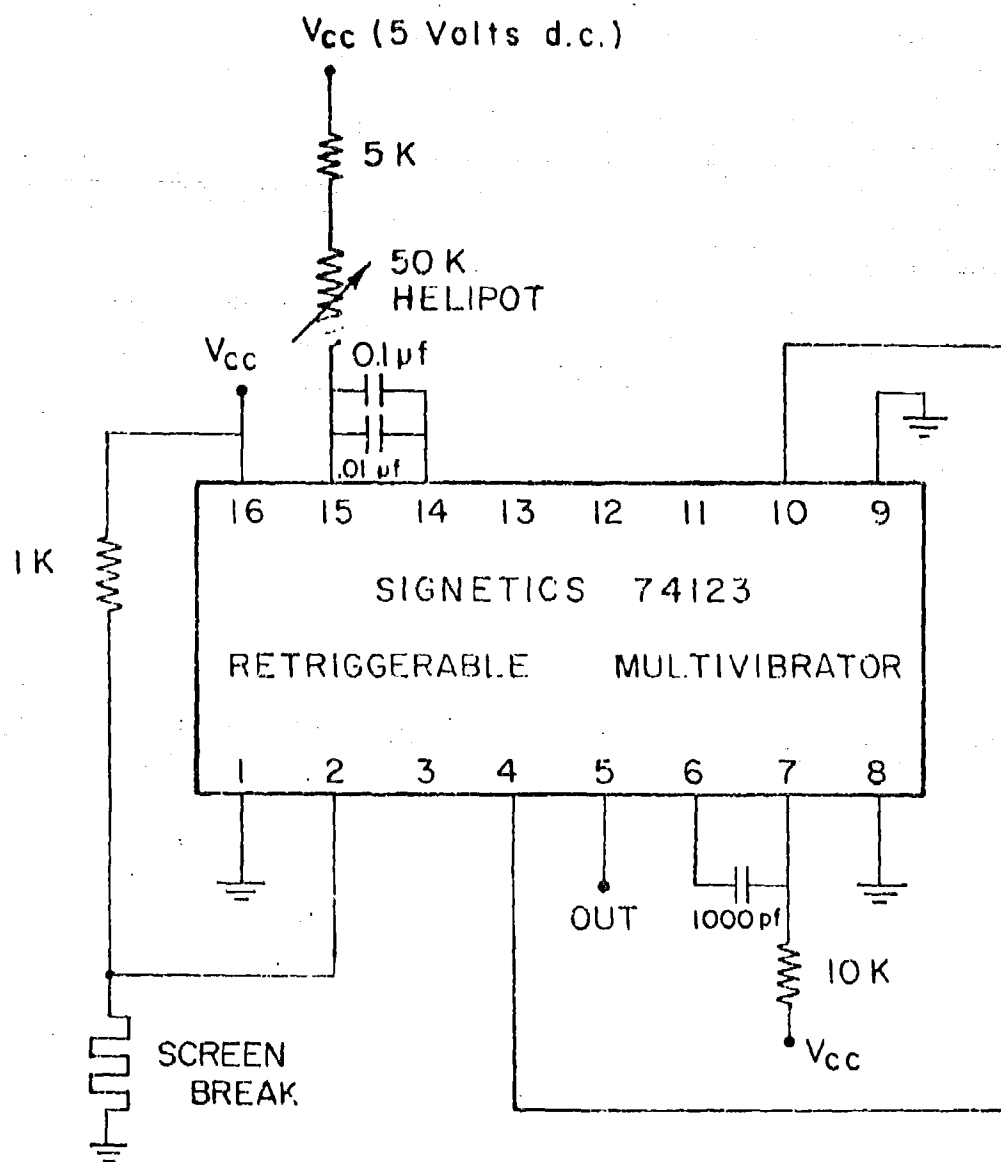 Vcc (5 Volts d.c.)
5 K
50 K
HELIPOT
Vcc
0.1 µf
.01 µf
16 15 14 13 12 11 10 9
1 K
SIGNETICS 74123
RETRIGGERABLE MULTIVIBRATOR
1 2 3 4 5 6 7 8
OUT
1000 pf
10 K
Vcc
SCREEN
BREAK